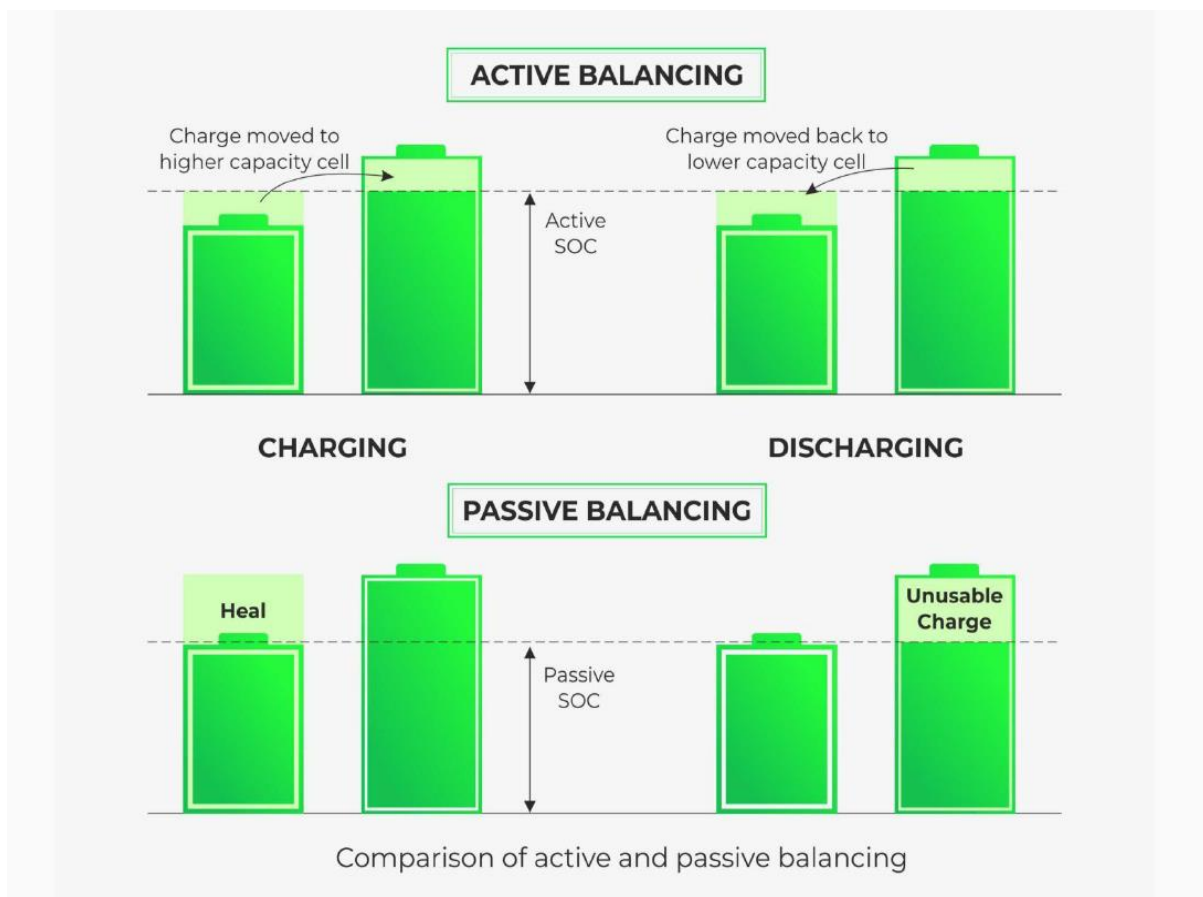 ACTIVE BALANCING
Charge moved to
higher capacity cell
Charge moved back to
lower capacity cell
Active
SOC
CHARGING
DISCHARGING
PASSIVE BALANCING
Heal
Unusable
Charge
Passive
SOC
Comparison of active and passive balancing